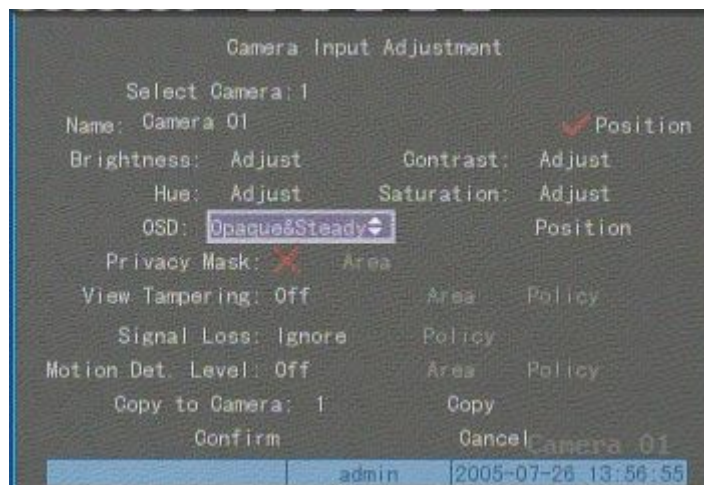 Camera Input Adjustment
Select Camera: 1
Name: Camera 01 Position
Brightness: Adjust Contrast: Adjust
Hue: Adjust Saturation: Adjust
OSD: Opaque&Steady Position
Privacy Mask: Area
View Tampering: Off Area Policy
Signal Loss: Ignore Policy
Motion Det. Level: Off Area Policy
Copy to Camera: 1 Copy
Confirm Cancel
Camera 01
admin 2005-07-26 13:56:55